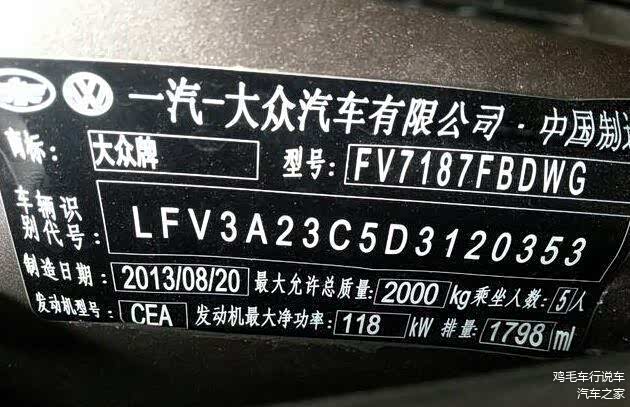 一汽-大众汽车有限公司·中国制造
商标: 大众牌 型号: FV7187FBDWG
车辆识别代号: LFV3A23C5D3120353
制造日期: 2013/08/20 最大允许总质量: 2000 kg 乘坐人数: 5人
发动机型号: CEA 发动机最大净功率: 118 kW 排量: 1798 ml
鸡毛车行说车
汽车之家